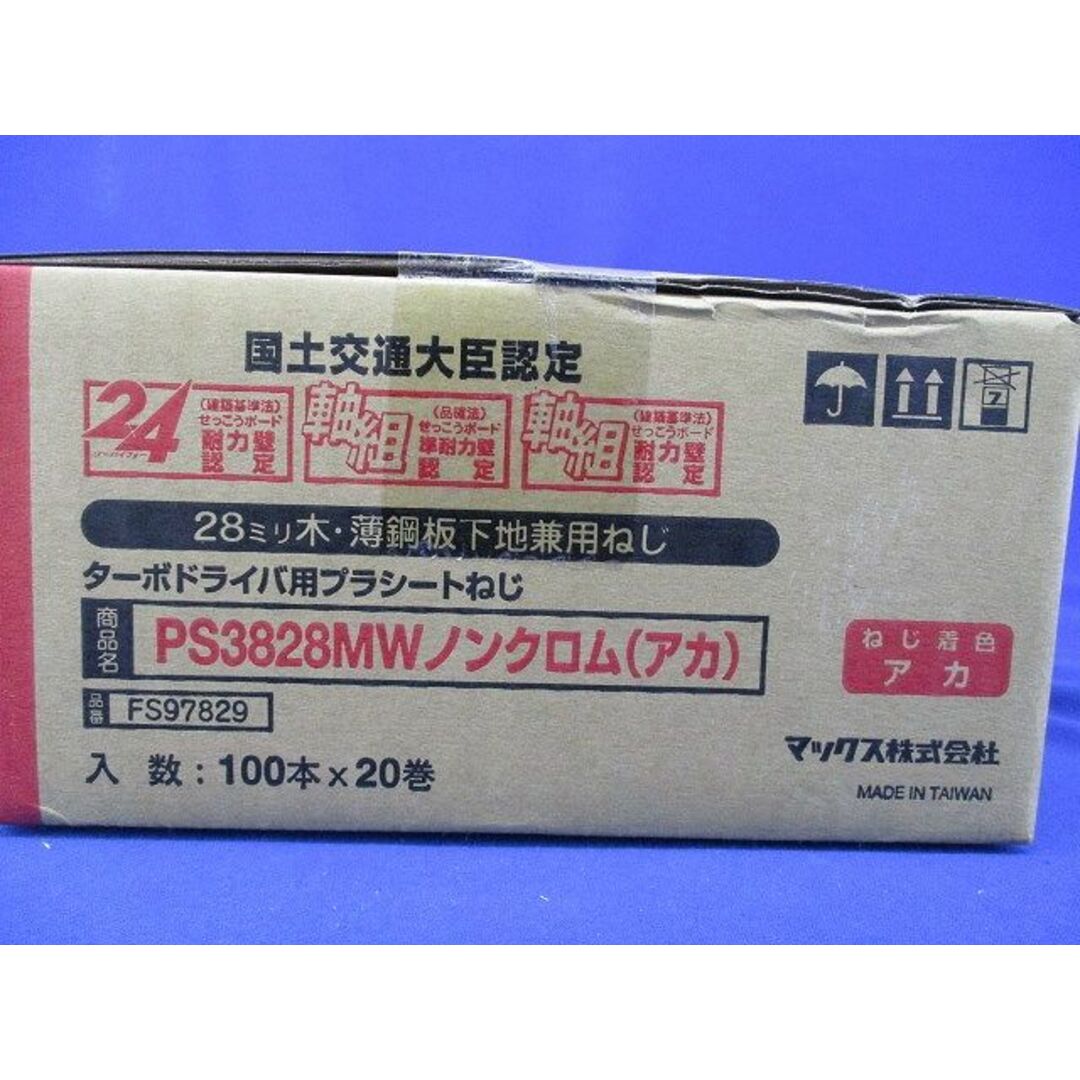 国土交通大臣認定
24
(建築基準法)
せっこうボード
耐力壁
認定
軸組
(品確法)
せっこうボード
準耐力壁
認定
軸組
(建築基準法)
せっこうボード
耐力壁
認定
7
28ミリ木・薄鋼板下地兼用ねじ
ターボドライバ用プラシートねじ
商品名
PS3828MWノンクロム(アカ)
ねじ着色
アカ
品番
FS97829
入 数:100本x20巻
マックス株式会社
MADE IN TAIWAN